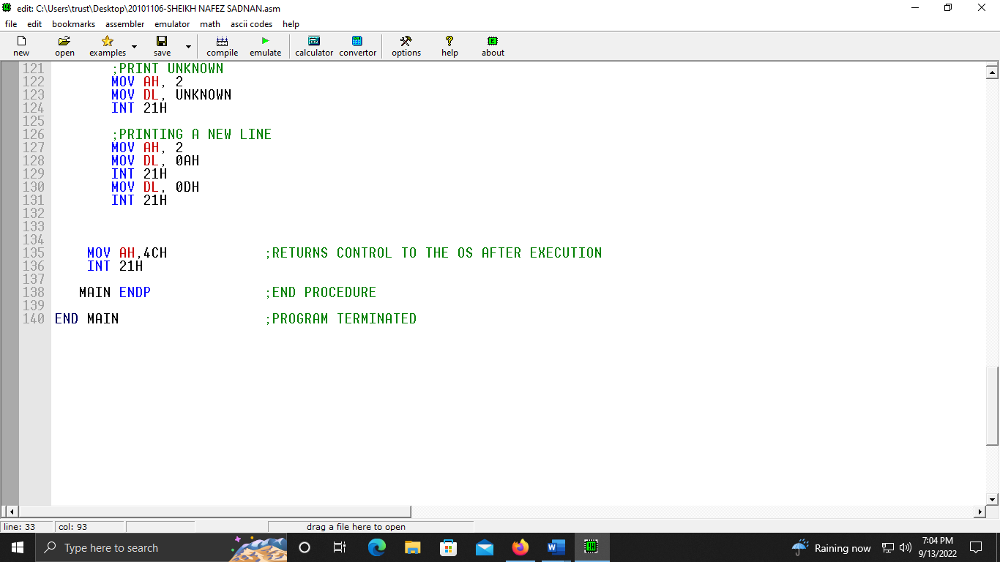 edit: C:\Users\trust\Desktop\20101106-SHEIKH NAFEZ SADNAN.asm
file edit bookmarks assembler emulator math ascii codes help
new open examples save compile emulate calculator convertor options help about
121 ;PRINT UNKNOWN
122 MOV AH, 2
123 MOV DL, UNKNOWN
124 INT 21H
125
126 ;PRINTING A NEW LINE
127 MOV AH, 2
128 MOV DL, 0AH
129 INT 21H
130 MOV DL, 0DH
131 INT 21H
132
133
134
135 MOV AH,4CH ;RETURNS CONTROL TO THE OS AFTER EXECUTION
136 INT 21H
137
138 MAIN ENDP ;END PROCEDURE
139
140 END MAIN ;PROGRAM TERMINATED
line: 33 col: 93 drag a file here to open
Type here to search Raining now 7:04 PM
9/13/2022